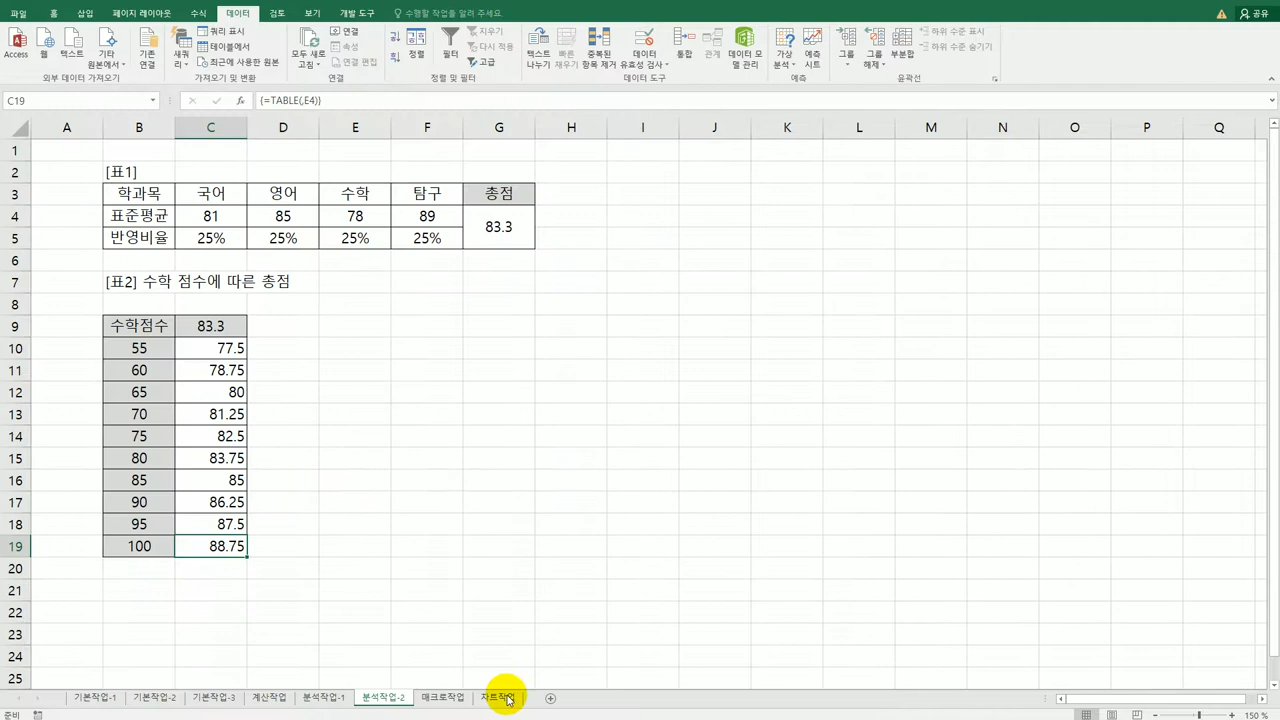 파일 홈 삽입 페이지 레이아웃 수식 데이터 검토 보기 개발 도구 수행할 작업을 알려 주세요. 공유
Access 웹 텍스트 기타 원본에서 기존 연결 새 쿼리 쿼리 표시 테이블에서 최근에 사용한 원본 모두 새로 고침 연결 속성 연결 편집 정렬 필터 지우기 다시 적용 고급 텍스트 나누기 빠른 채우기 중복된 항목 제거 데이터 유효성 검사 통합 관계 데이터 모델 관리 가상 분석 예측 시트 그룹 그룹 해제 부분합 하위 수준 표시 하위 수준 숨기기
외부 데이터 가져오기 가져오기 및 변환 연결 정렬 및 필터 데이터 도구 예측 윤곽선
C19 fx {=TABLE(,E4)}
A B C D E F G H I J K L M N O P Q
1
2 [표1]
3 학과목 국어 영어 수학 탐구 총점
4 표준평균 81 85 78 89 83.3
5 반영비율 25% 25% 25% 25%
6
7 [표2] 수학 점수에 따른 총점
8
9 수학점수 83.3
10 55 77.5
11 60 78.75
12 65 80
13 70 81.25
14 75 82.5
15 80 83.75
16 85 85
17 90 86.25
18 95 87.5
19 100 88.75
20
21
22
23
24
25
기본작업-1 기본작업-2 기본작업-3 계산작업 분석작업-1 분석작업-2 매크로작업 차트작업
준비 150 %